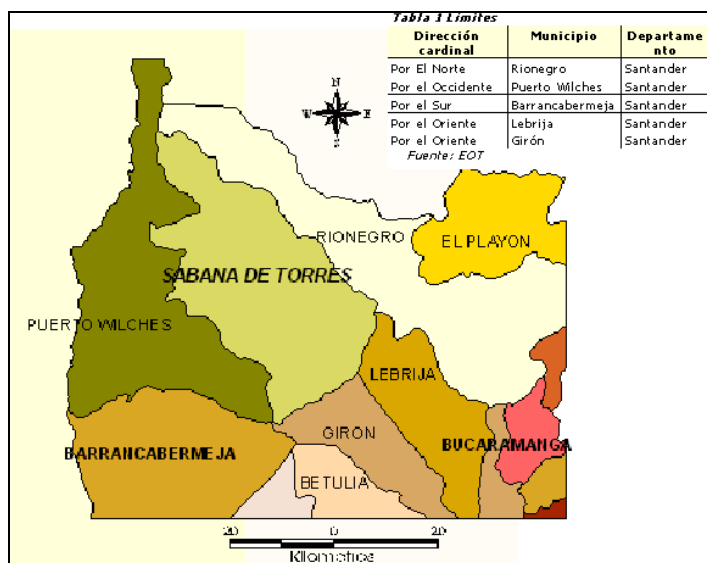 Tabla 1 Límites
Dirección cardinal Municipio Departamento
Por El Norte Rionegro Santander
Por el Occidente Puerto Wilches Santander
Por el Sur Barrancabermeja Santander
Por el Oriente Lebrija Santander
Por el Oriente Girón Santander
Fuente: EOT
N
W E
S
RIONEGRO
EL PLAYON
SABANA DE TORRES
PUERTO WILCHES
LEBRIJA
GIRON
BUCARAMANGA
BARRANCABERMEJA
BETULIA
20 0 20
Kilometros